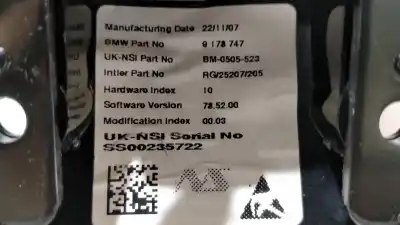 Manufacturing Date 22/11/07
BMW Part No 9 178 747
UK-NSI Part No BM-0505-523
Intier Part No RG/25207/205
Hardware Index 10
Software Version 78.52.00
Modification Index 00.03
UK-NSI Serial No
SS00235722